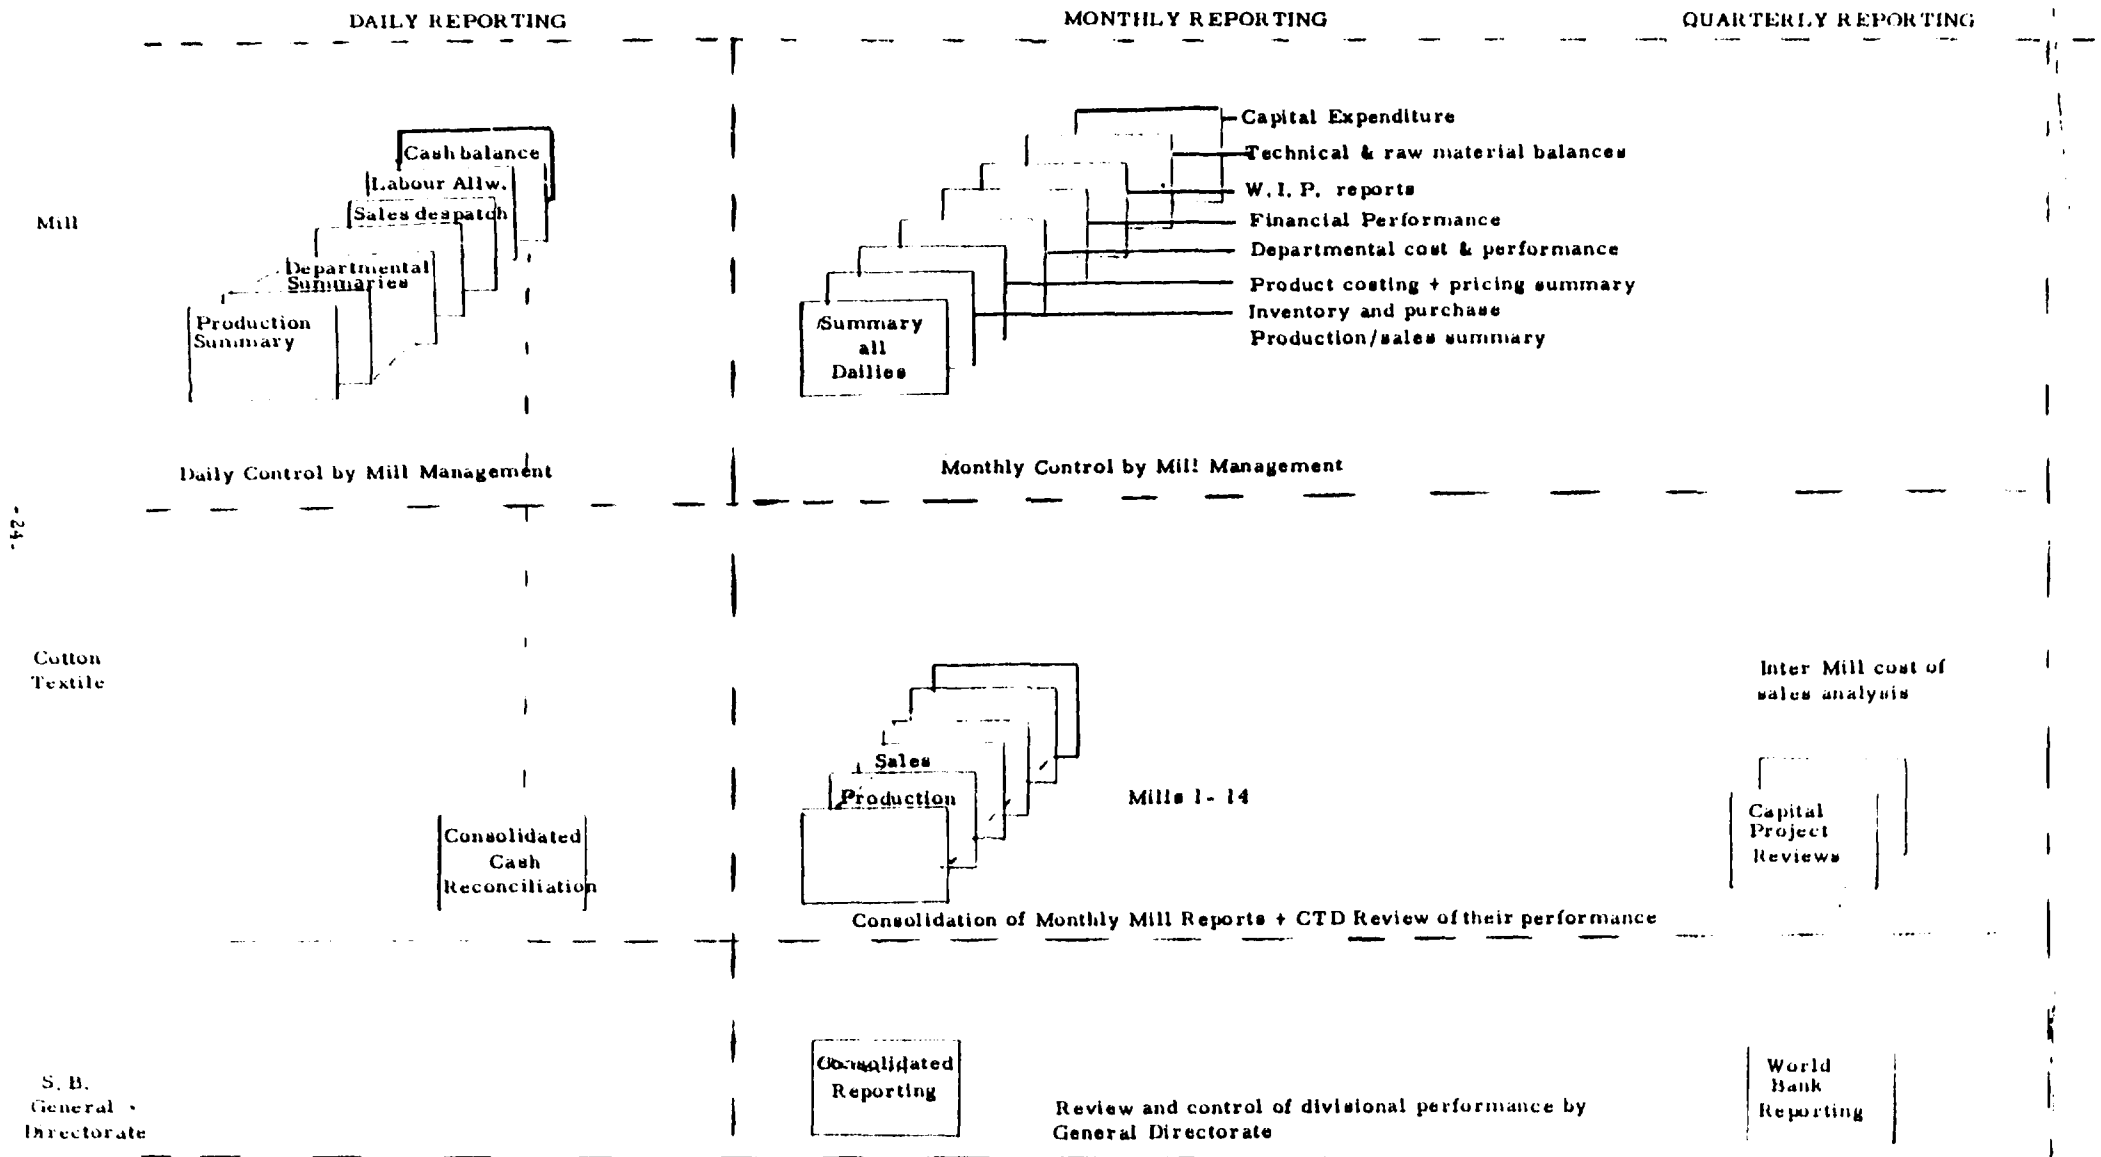 DAILY REPORTING
MONTHLY REPORTING
QUARTERLY REPORTING
Mill
Cash balance
Labour Allw.
Sales despatch
Departmental
Summaries
Production
Summary
Summary
all
Dailies
Capital Expenditure
Technical & raw material balances
W.I.P. reports
Financial Performance
Departmental cost & performance
Product costing + pricing summary
Inventory and purchase
Production/sales summary
Daily Control by Mill Management
Monthly Control by Mill Management
-24-
Cotton
Textile
Consolidated
Cash
Reconciliation
Sales
Production
Mills 1- 14
Inter Mill cost of
sales analysis
Capital
Project
Reviews
Consolidation of Monthly Mill Reports + CTD Review of their performance
S. B.
General
Directorate
Consolidated
Reporting
Review and control of divisional performance by
General Directorate
World
Bank
Reporting